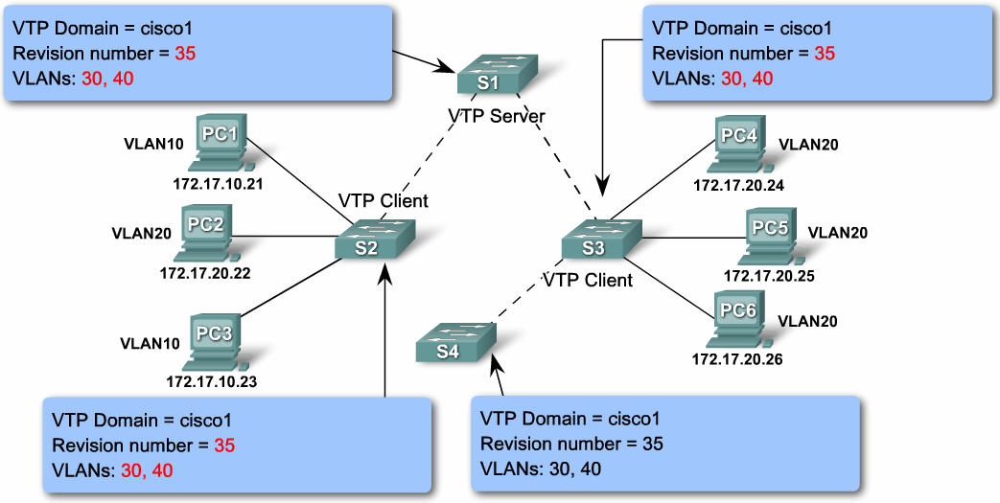 VTP Domain = cisco1
Revision number = 35
VLANs: 30, 40
VTP Domain = cisco1
Revision number = 35
VLANs: 30, 40
S1
VTP Server
PC1
VLAN10
172.17.10.21
PC4
VLAN20
172.17.20.24
VTP Client
PC2
VLAN20
172.17.20.22
S2
S3
VTP Client
PC5
VLAN20
172.17.20.25
PC3
VLAN10
172.17.10.23
S4
PC6
VLAN20
172.17.20.26
VTP Domain = cisco1
Revision number = 35
VLANs: 30, 40
VTP Domain = cisco1
Revision number = 35
VLANs: 30, 40